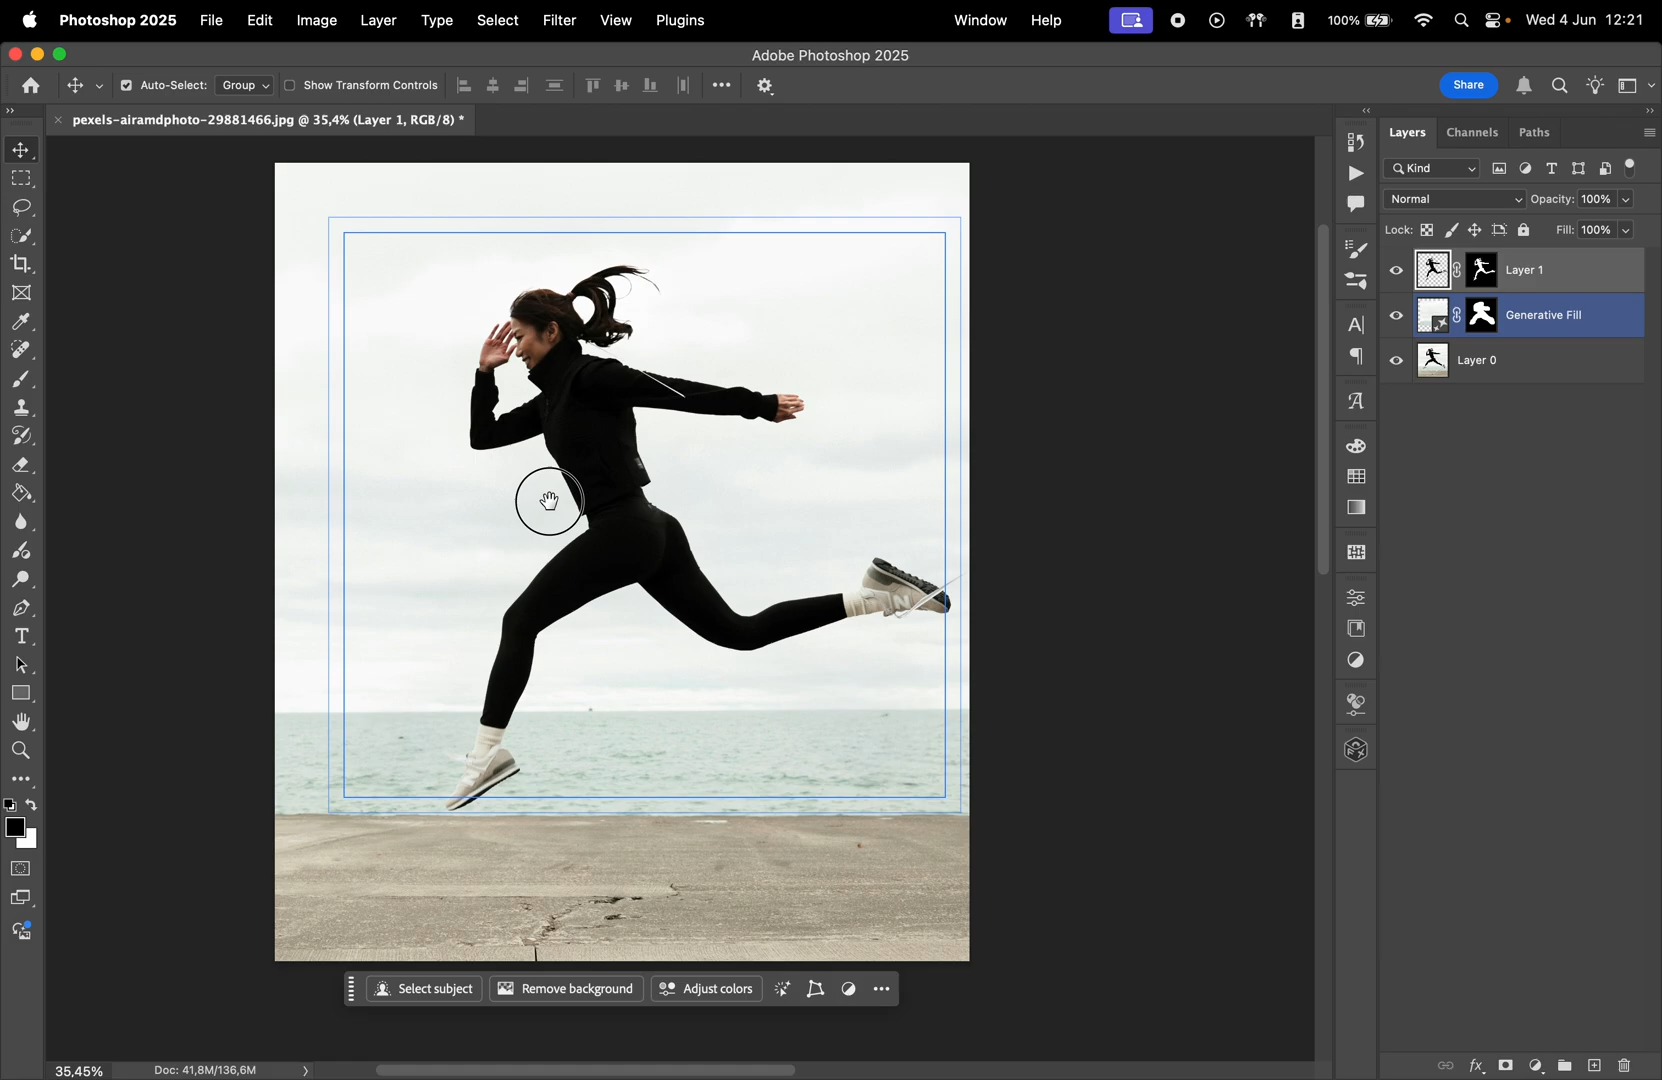 Photoshop 2025 File Edit Image Layer Type Select Filter View Plugins Window Help 100% Wed 4 Jun 12:21
Adobe Photoshop 2025
Auto-Select: Group Show Transform Controls Share
pexels-airamdphoto-29881466.jpg @ 35,4% (Layer 1, RGB/8) *
Layers Channels Paths
Kind
Normal Opacity: 100%
Lock: Fill: 100%
Layer 1
Generative Fill
Layer 0
Select subject Remove background Adjust colors
35,45% Doc: 41,8M/136,6M